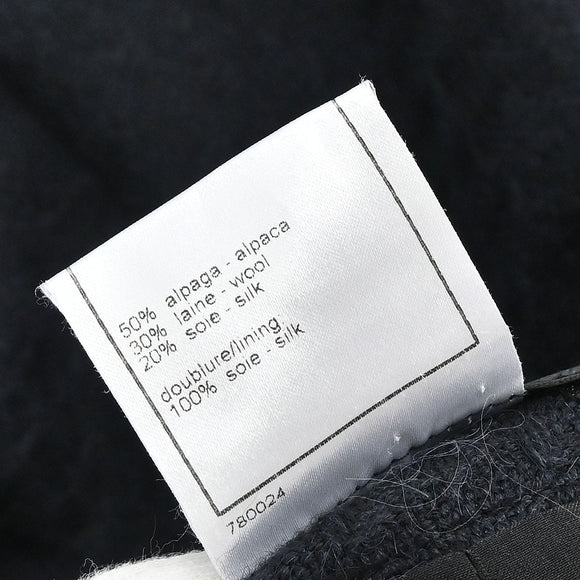 50% alpaga - alpaca
30% laine - wool
20% soie - silk
doublure/lining:
100% soie - silk
780024